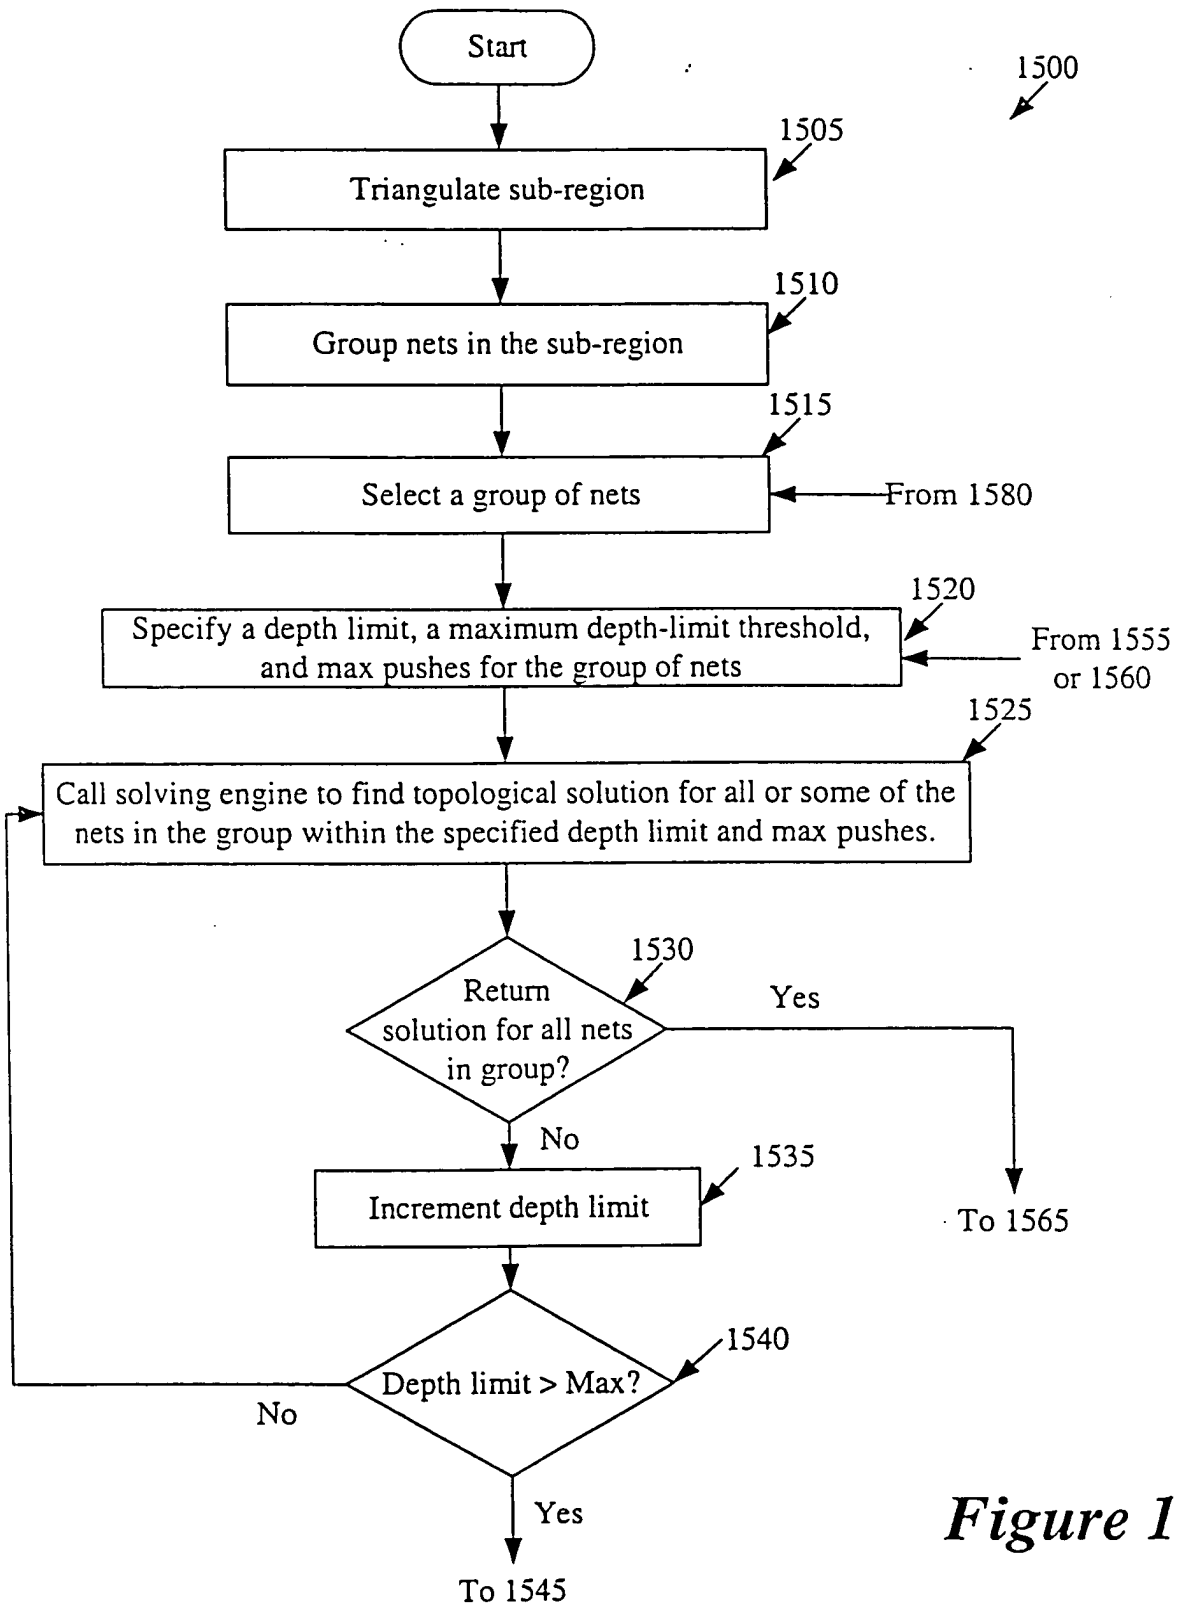 Start
1500
1505
Triangulate sub-region
1510
Group nets in the sub-region
1515
Select a group of nets
From 1580
1520
Specify a depth limit, a maximum depth-limit threshold,
and max pushes for the group of nets
From 1555
or 1560
1525
Call solving engine to find topological solution for all or some of the
nets in the group within the specified depth limit and max pushes.
1530
Return
solution for all nets
in group?
Yes
No
1535
Increment depth limit
To 1565
1540
Depth limit > Max?
No
Yes
To 1545
Figure 1